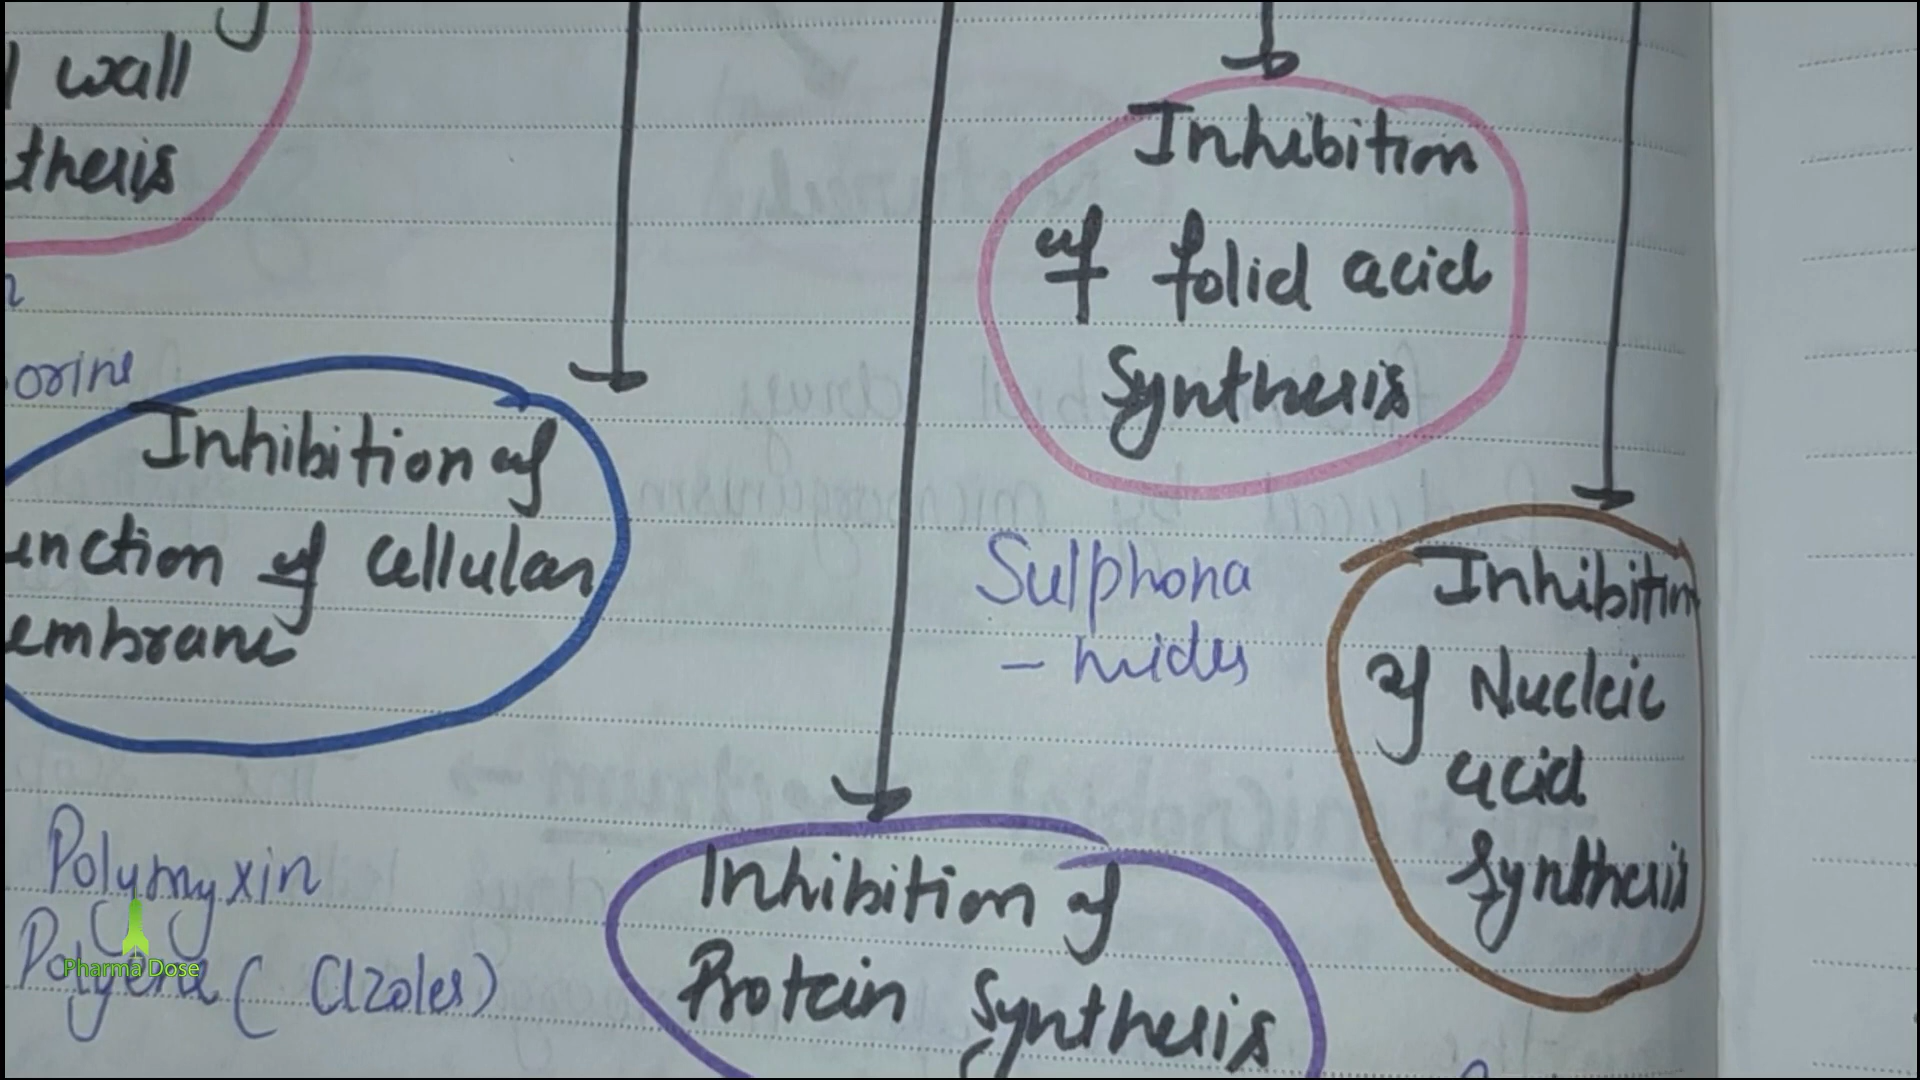 wall
thesis
orine
Inhibition of
unction of cellular
embrane
Polymyxin
Polyene ( Azoles)
Pharma Dose
Inhibition
of folid acid
Synthesis
Sulphona
- mides
Inhibition of
Protein Synthesis
Inhibition
of Nucleic
acid
Synthesis